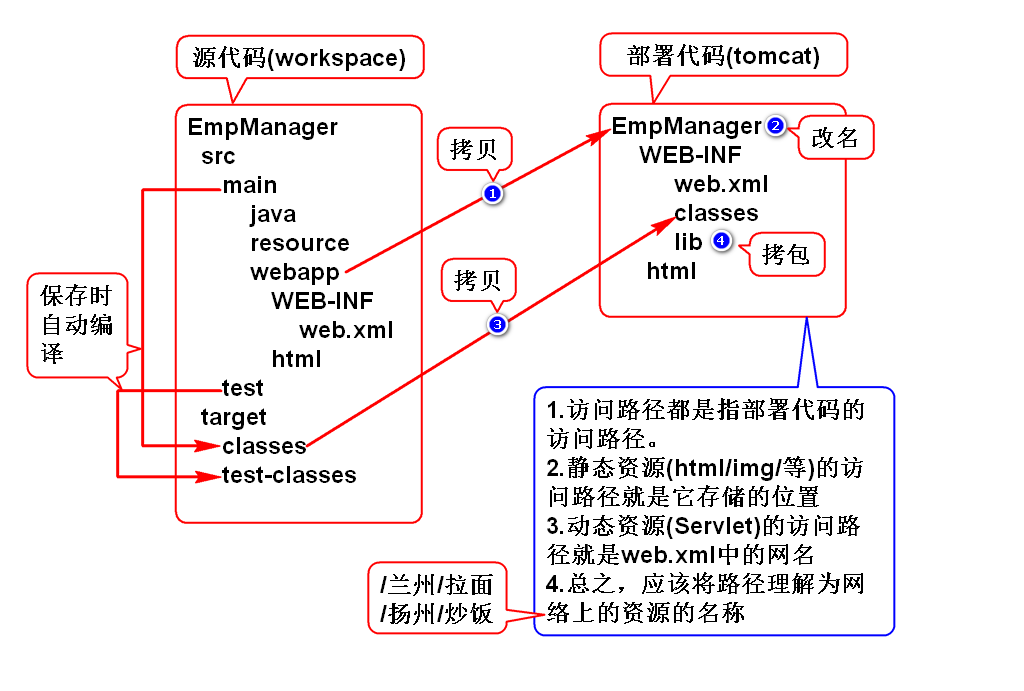 源代码(workspace)
EmpManager
src
main
java
resource
webapp
WEB-INF
web.xml
html
test
target
classes
test-classes
保存时
自动编
译
拷贝
1
拷贝
3
部署代码(tomcat)
EmpManager 2
改名
WEB-INF
web.xml
classes
lib 4
拷包
html
1.访问路径都是指部署代码的
访问路径。
2.静态资源(html/img/等)的访
问路径就是它存储的位置
3.动态资源(Servlet)的访问路
径就是web.xml中的网名
4.总之，应该将路径理解为网
络上的资源的名称
/兰州/拉面
/扬州/炒饭